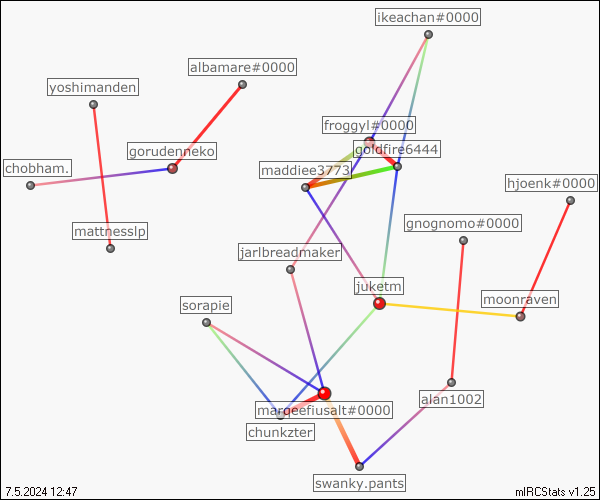 ikeachan#0000
albamare#0000
yoshimanden
froggyl#0000
goldfire6444
gorudenneko
chobham.
maddiee3773
hjoenk#0000
gnognomo#0000
mattnesslp
jarlbreadmaker
juketm
moonraven
sorapie
alan1002
margeefiusalt#0000
chunkzter
swanky.pants
7.5.2024 12:47
mIRCStats v1.25